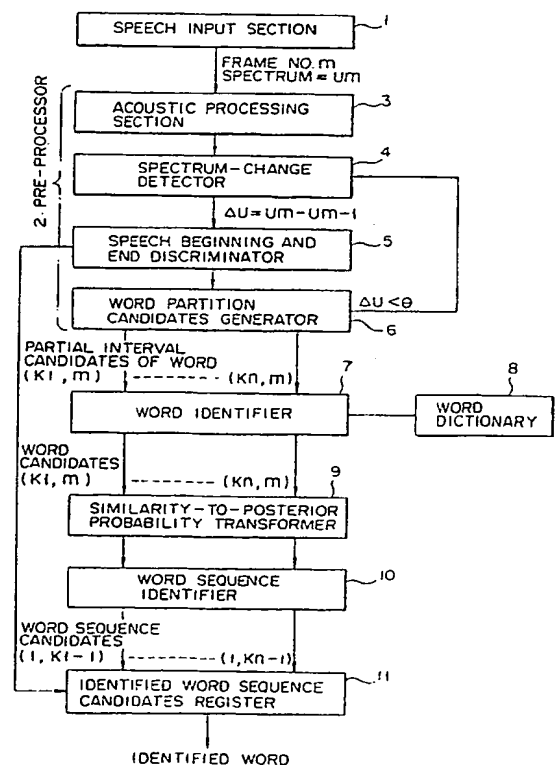 SPEECH INPUT SECTION
1
FRAME NO. m
SPECTRUM = Um
2. PRE-PROCESSOR
ACOUSTIC PROCESSING
SECTION
3
SPECTRUM-CHANGE
DETECTOR
4
ΔU = Um - Um - 1
SPEECH BEGINNING AND
END DISCRIMINATOR
5
WORD PARTITION
CANDIDATES GENERATOR
ΔU < θ
6
PARTIAL INTERVAL
CANDIDATES OF WORD
(K1, m) -------- (Kn, m)
7
WORD IDENTIFIER
8
WORD
DICTIONARY
WORD
CANDIDATES
(K1, m) -------- (Kn, m)
9
SIMILARITY-TO-POSTERIOR
PROBABILITY TRANSFORMER
WORD SEQUENCE
IDENTIFIER
10
WORD SEQUENCE
CANDIDATES
(1, K1-1) -------- (1, Kn-1)
11
IDENTIFIED WORD SEQUENCE
CANDIDATES REGISTER
IDENTIFIED WORD